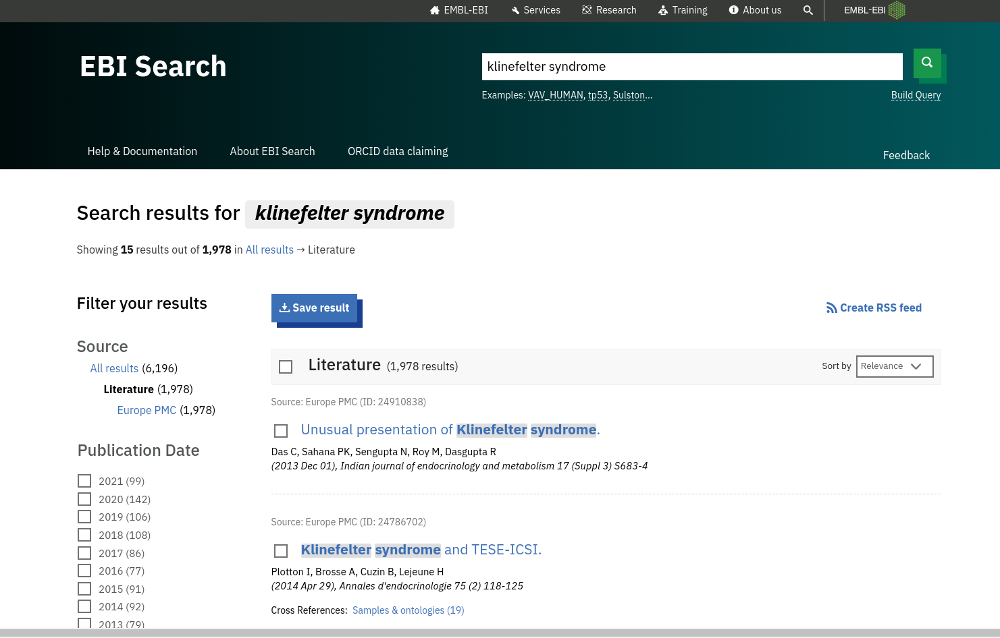 EMBL-EBI Services Research Training About us EMBL-EBI
EBI Search
klinefelter syndrome
Examples: VAV_HUMAN, tp53, Sulston...
Build Query
Help & Documentation About EBI Search ORCID data claiming
Feedback
Search results for klinefelter syndrome
Showing 15 results out of 1,978 in All results → Literature
Filter your results
Source
All results (6,196)
Literature (1,978)
Europe PMC (1,978)
Publication Date
2021 (99)
2020 (142)
2019 (106)
2018 (108)
2017 (86)
2016 (77)
2015 (91)
2014 (92)
2013 (79)
Save result
Create RSS feed
Literature (1,978 results)
Sort by Relevance
Source: Europe PMC (ID: 24910838)
Unusual presentation of Klinefelter syndrome.
Das C, Sahana PK, Sengupta N, Roy M, Dasgupta R
(2013 Dec 01), Indian journal of endocrinology and metabolism 17 (Suppl 3) S683-4
Source: Europe PMC (ID: 24786702)
Klinefelter syndrome and TESE-ICSI.
Plotton I, Brosse A, Cuzin B, Lejeune H
(2014 Apr 29), Annales d'endocrinologie 75 (2) 118-125
Cross References: Samples & ontologies (19)